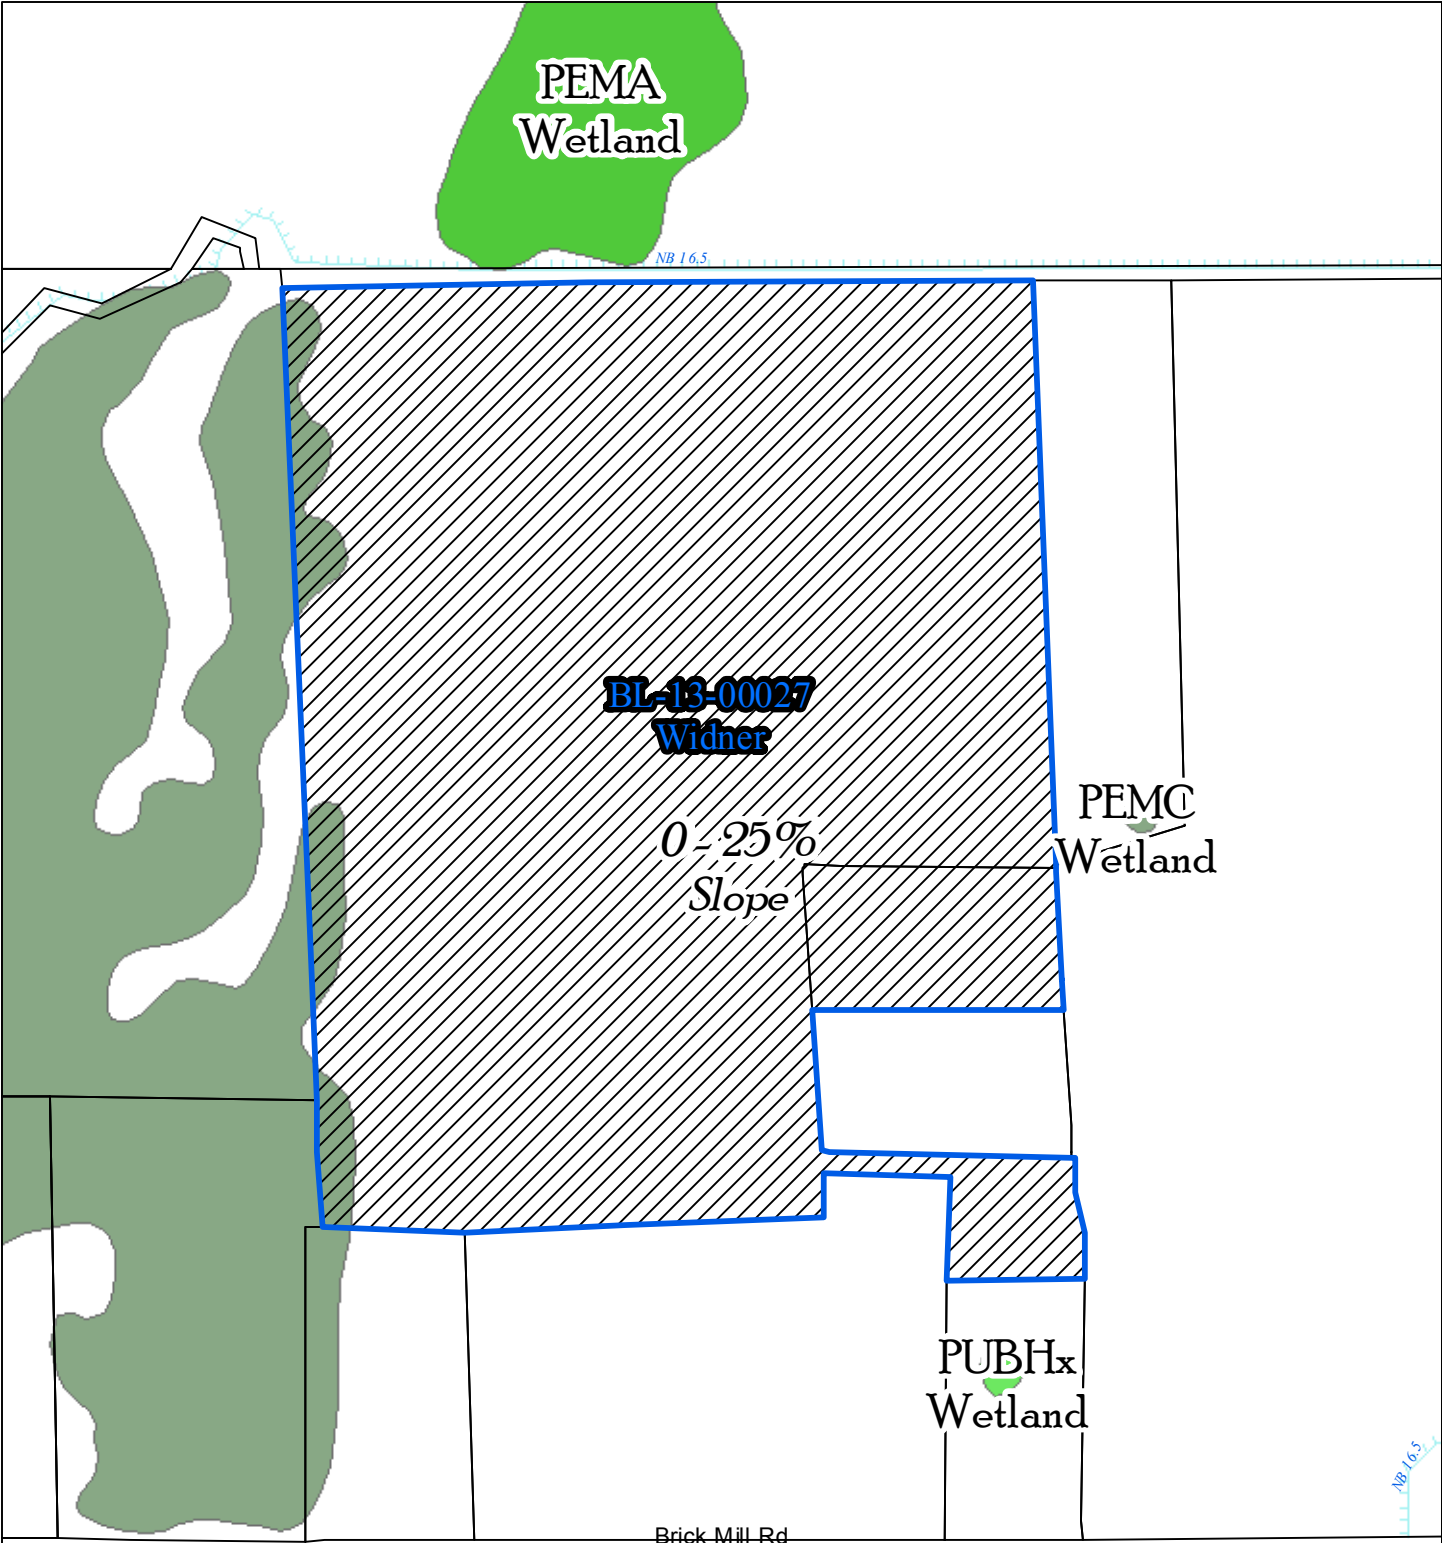 PEMA
Wetland
NB 16.5
BL-13-00027
Widner
0 - 25%
Slope
PEMC
Wetland
PUBHx
Wetland
NB 16.5
Brick Mill Rd